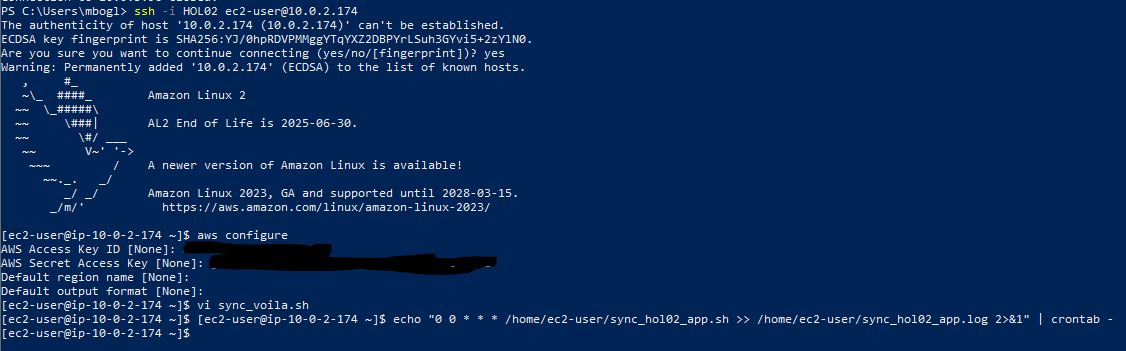 PS C:\Users\mbogl> ssh -i HOL02 ec2-user@10.0.2.174
The authenticity of host '10.0.2.174 (10.0.2.174)' can't be established.
ECDSA key fingerprint is SHA256:YJ/0hpRDVPMMggYTqYXZ2DBPYrLSuh3GYvi5+2zYlN0.
Are you sure you want to continue connecting (yes/no/[fingerprint])? yes
Warning: Permanently added '10.0.2.174' (ECDSA) to the list of known hosts.
   ,     #_
   ~\_  ####_        Amazon Linux 2
  ~~  \_#####\
  ~~     \###|       AL2 End of Life is 2025-06-30.
  ~~       \#/ ___
   ~~       V~' '->
    ~~~         /    A newer version of Amazon Linux is available!
      ~~._.   _/
         _/ _/       Amazon Linux 2023, GA and supported until 2028-03-15.
       _/m/'           https://aws.amazon.com/linux/amazon-linux-2023/
[ec2-user@ip-10-0-2-174 ~]$ aws configure
AWS Access Key ID [None]:
AWS Secret Access Key [None]:
Default region name [None]:
Default output format [None]:
[ec2-user@ip-10-0-2-174 ~]$ vi sync_voila.sh
[ec2-user@ip-10-0-2-174 ~]$ [ec2-user@ip-10-0-2-174 ~]$ echo "0 0 * * * /home/ec2-user/sync_hol02_app.sh >> /home/ec2-user/sync_hol02_app.log 2>&1" | crontab -
[ec2-user@ip-10-0-2-174 ~]$